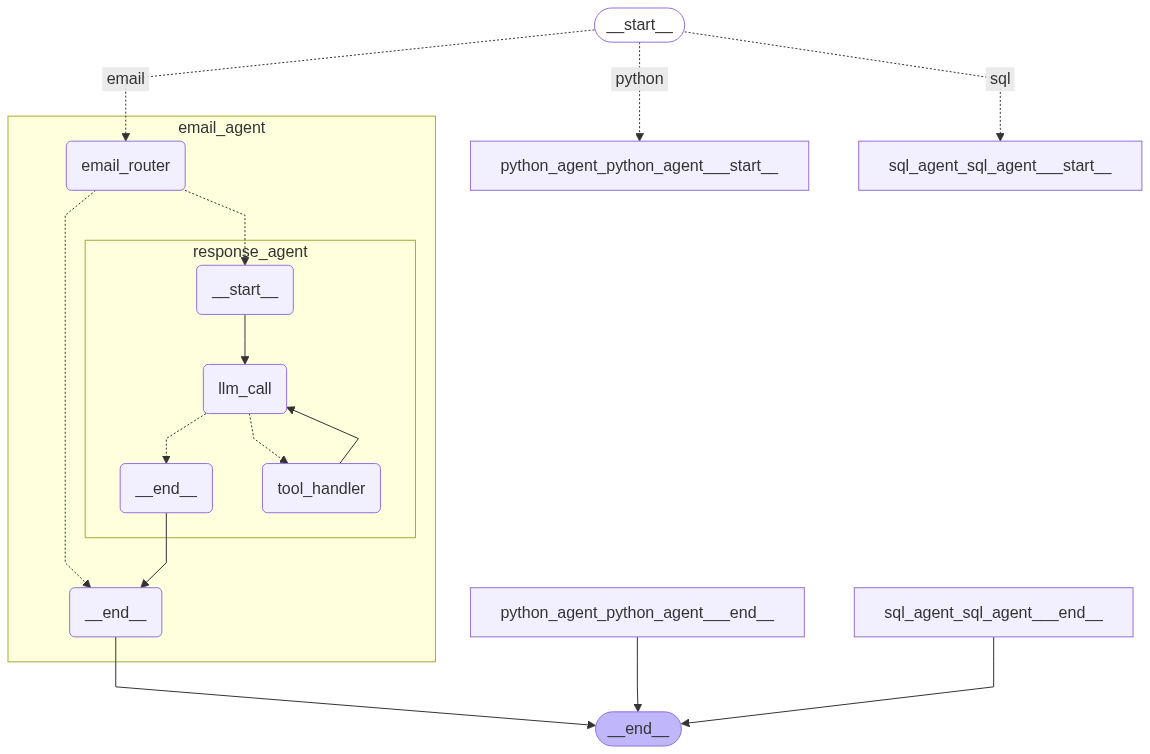 __start__
email
python
sql
email_agent
email_router
python_agent_python_agent___start__
sql_agent_sql_agent___start__
response_agent
__start__
llm_call
__end__
tool_handler
__end__
python_agent_python_agent___end__
sql_agent_sql_agent___end__
__end__